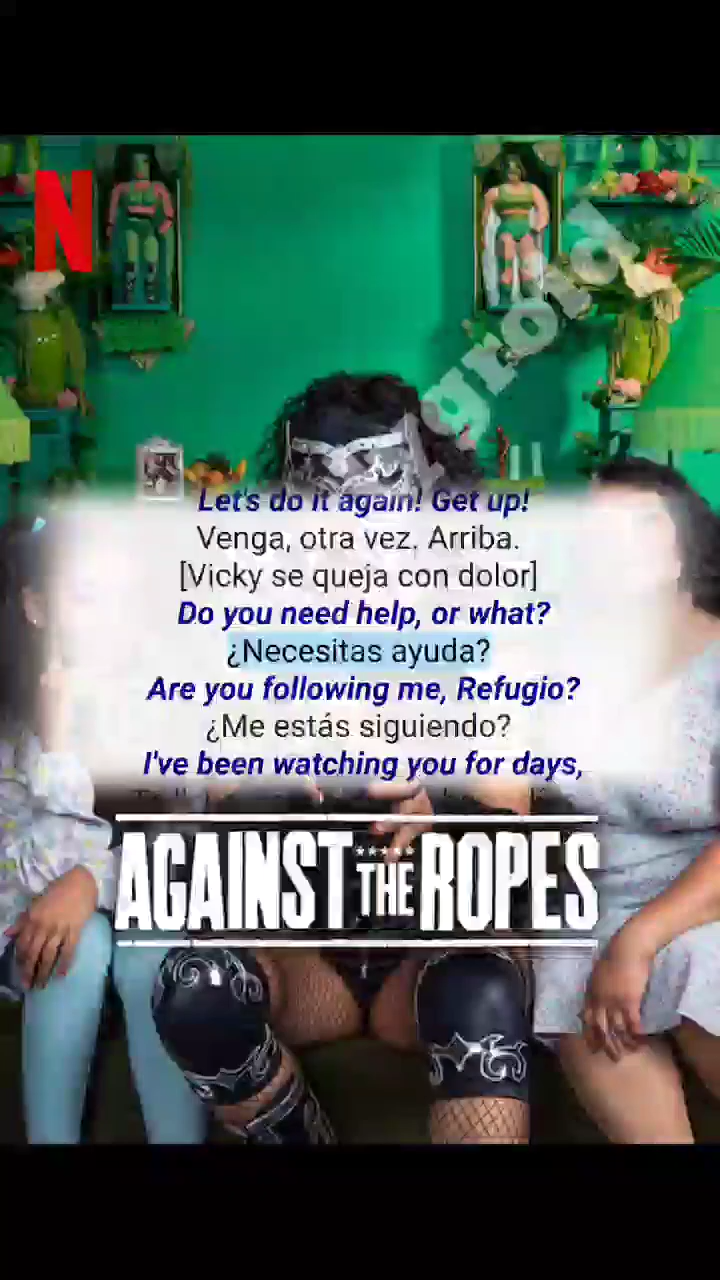 N
Let's do it again! Get up!
Venga, otra vez. Arriba.
[Vicky se queja con dolor]
Do you need help, or what?
¿Necesitas ayuda?
Are you following me, Refugio?
¿Me estás siguiendo?
I've been watching you for days,
AGAINST THE ROPES